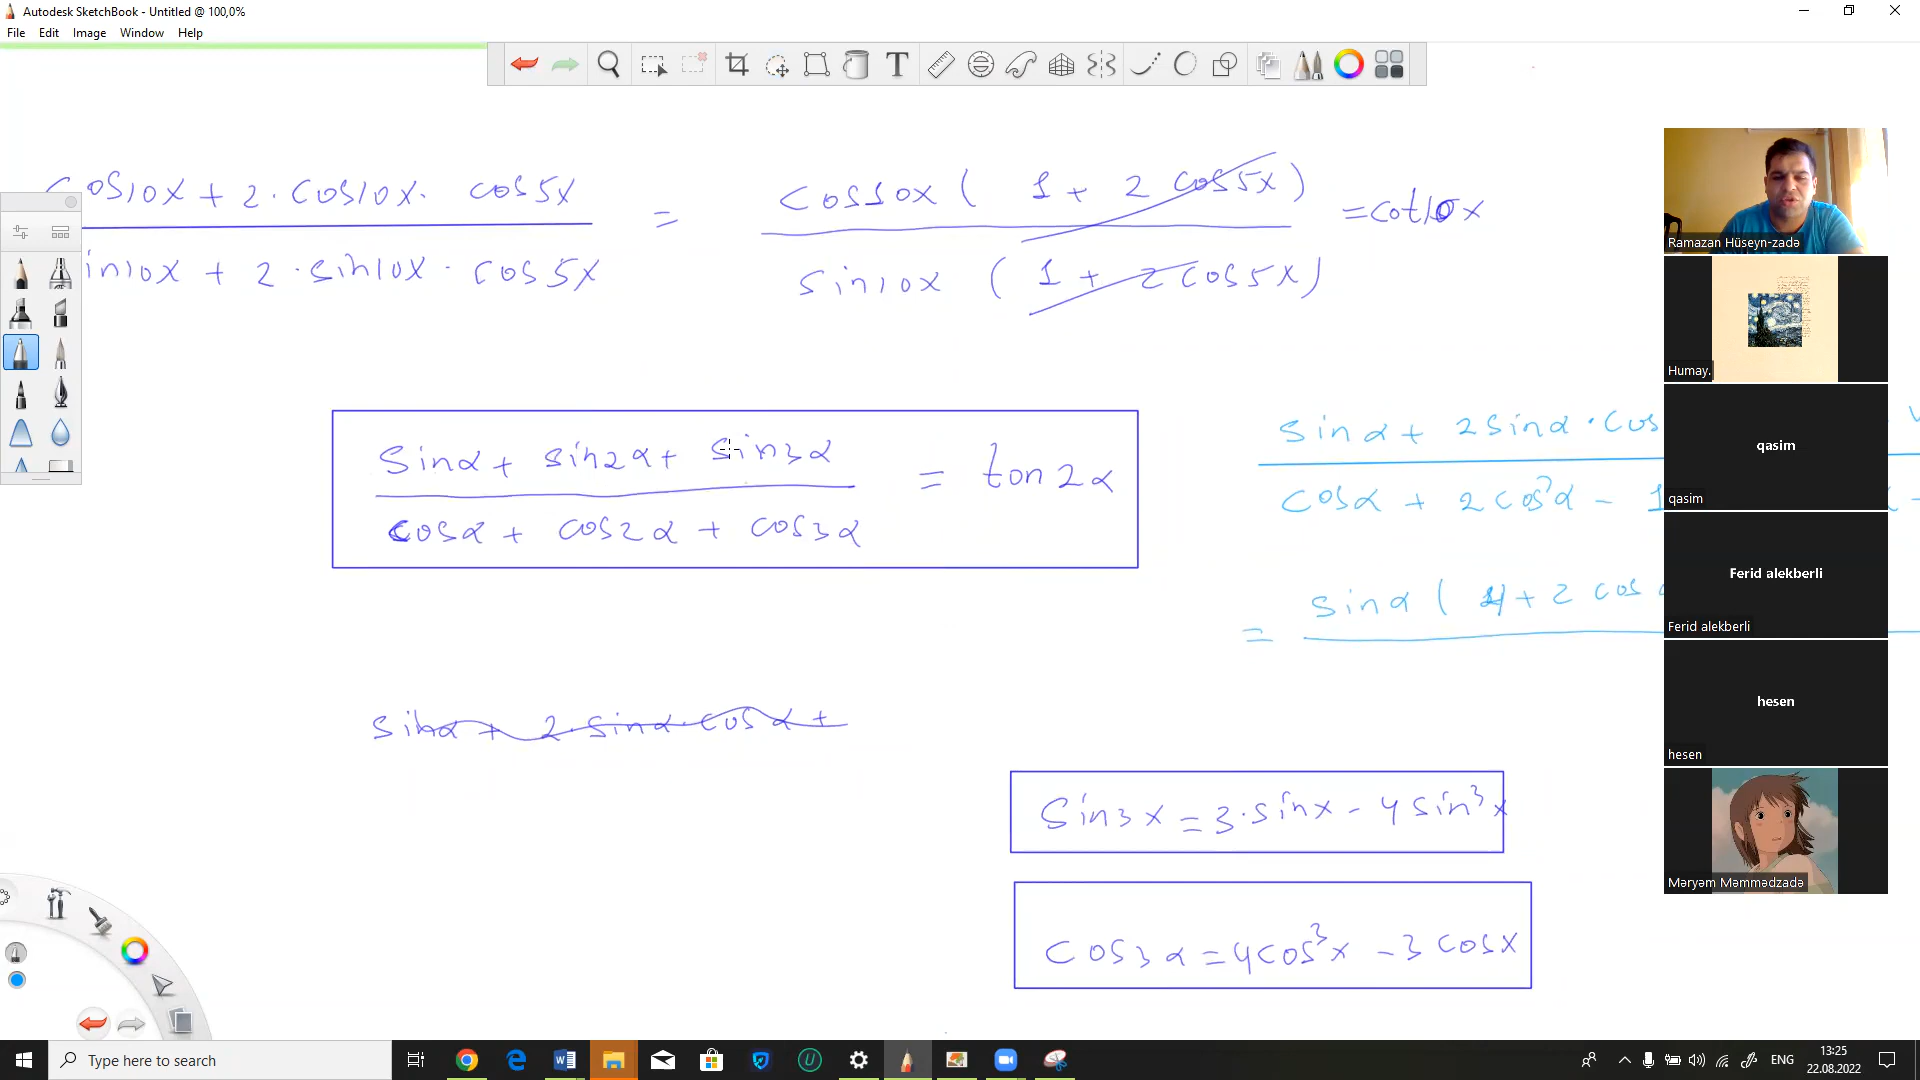 Autodesk SketchBook - Untitled @ 100,0%
File Edit Image Window Help
cos10x + 2 · cos10x · cos5x
sin10x + 2 · sin10x · cos5x
=
cos10x ( 1 + 2 cos5x )
sin10x ( 1 + 2 cos5x )
= cot10x
sinα + sin2α + sin3α
cosα + cos2α + cos3α
= tan2α
sinα + 2sinα · cos
cosα + 2cos²α - 1
= sinα ( 1 + 2 cos
sinα + 2 · sinα · cosα +
sin3x = 3 · sinx - 4sin³x
cos3α = 4cos³x - 3cosx
Ramazan Hüseyn-zadə
Humay.
qasim
qasim
Ferid alekberli
Ferid alekberli
hesen
hesen
Məryəm Məmmədzadə
Type here to search
ENG
13:25
22.08.2022